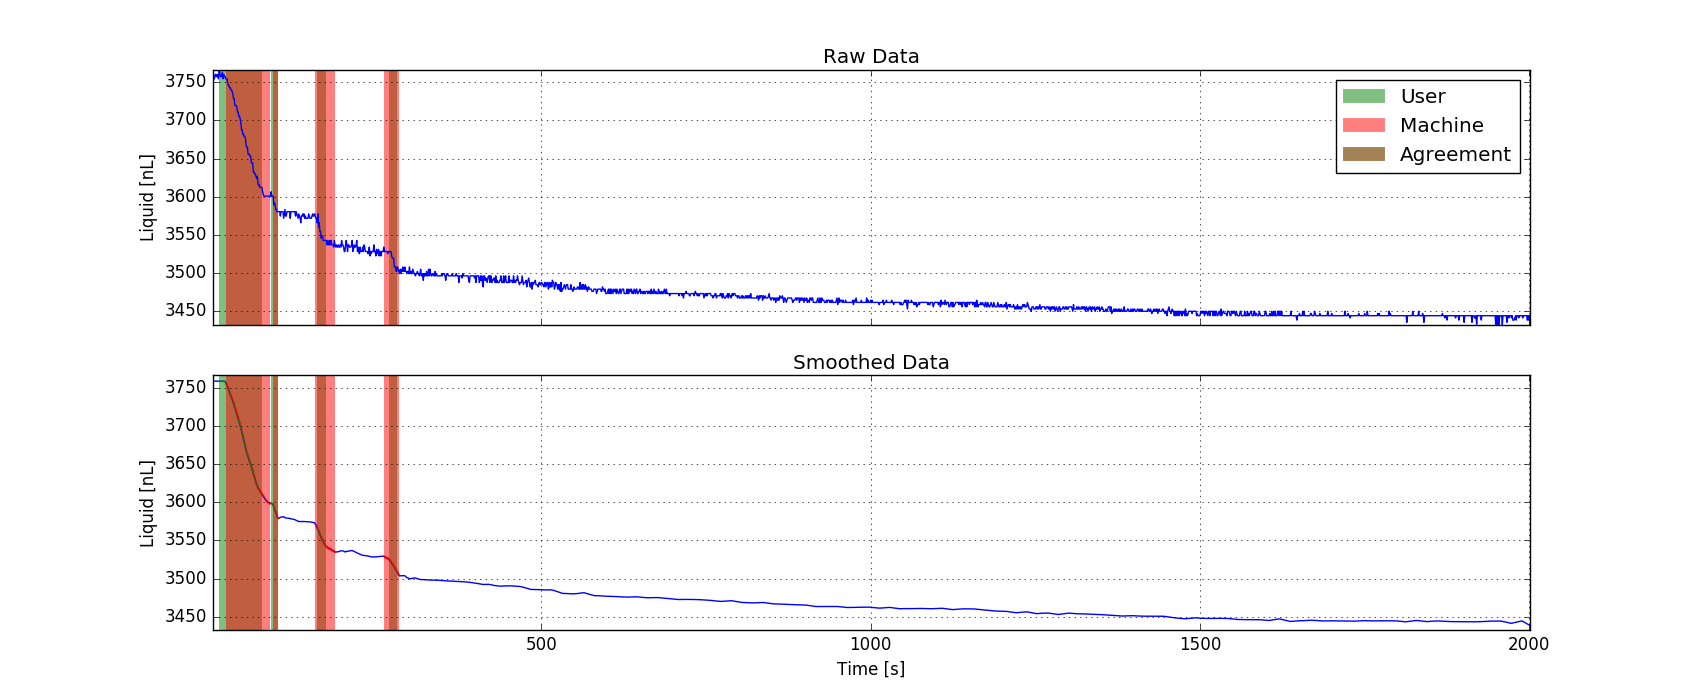 Raw Data
3750
3700
3650
3600
3550
3500
3450
Liquid [nL]
User
Machine
Agreement
Smoothed Data
3750
3700
3650
3600
3550
3500
3450
Liquid [nL]
500
1000
1500
2000
Time [s]